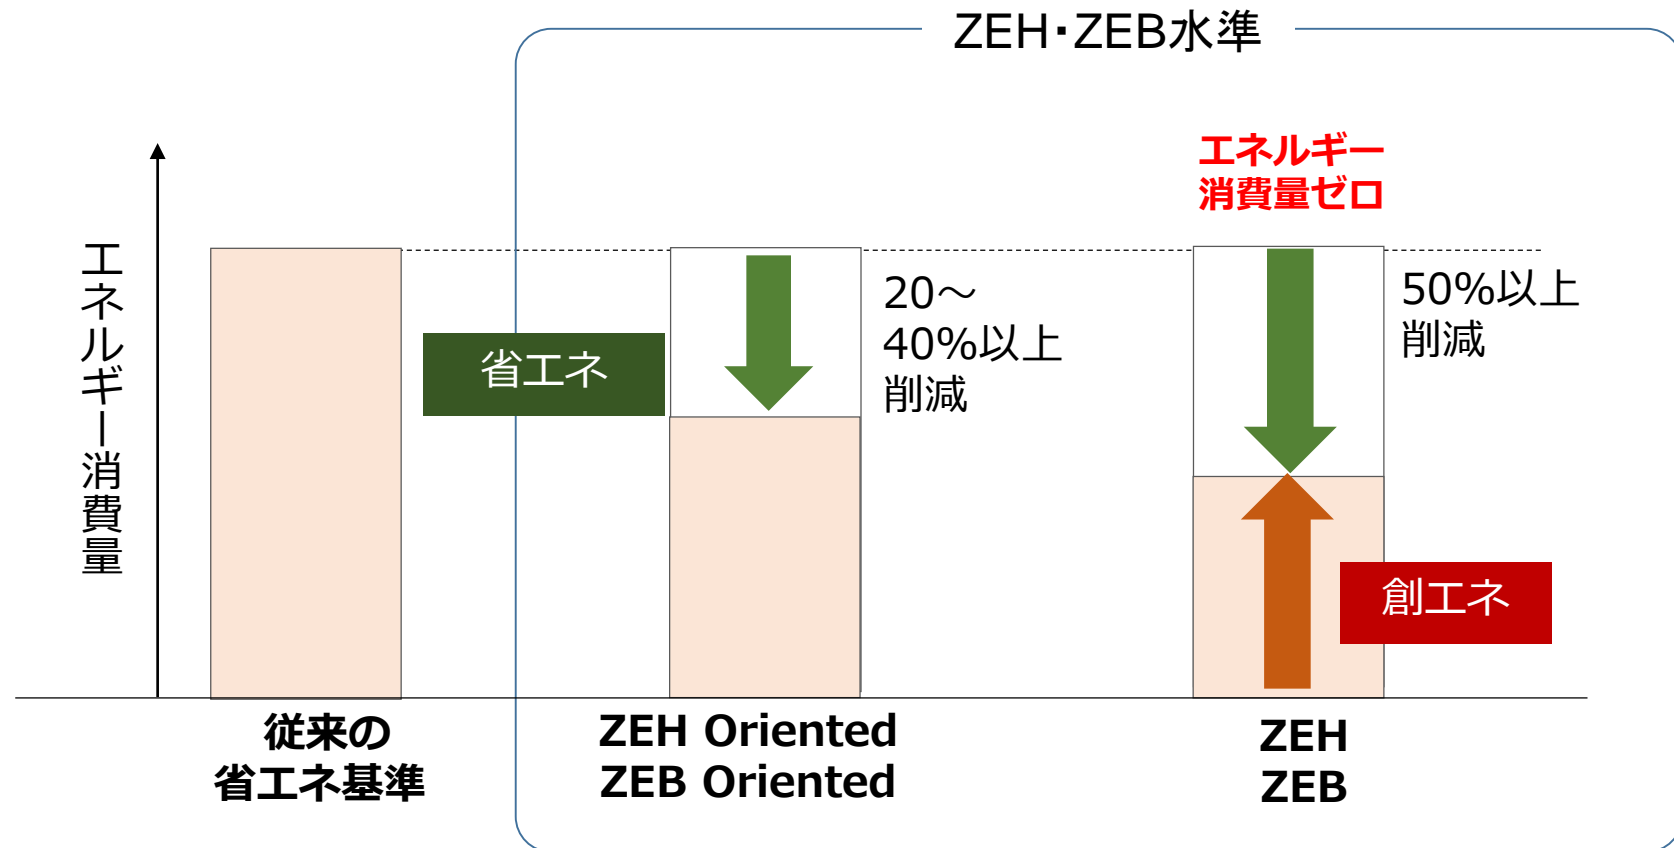 ZEH・ZEB水準
エネルギー
消費量ゼロ
エネルギー消費量
20～
40%以上
削減
50%以上
削減
省エネ
創エネ
従来の
省エネ基準
ZEH Oriented
ZEB Oriented
ZEH
ZEB